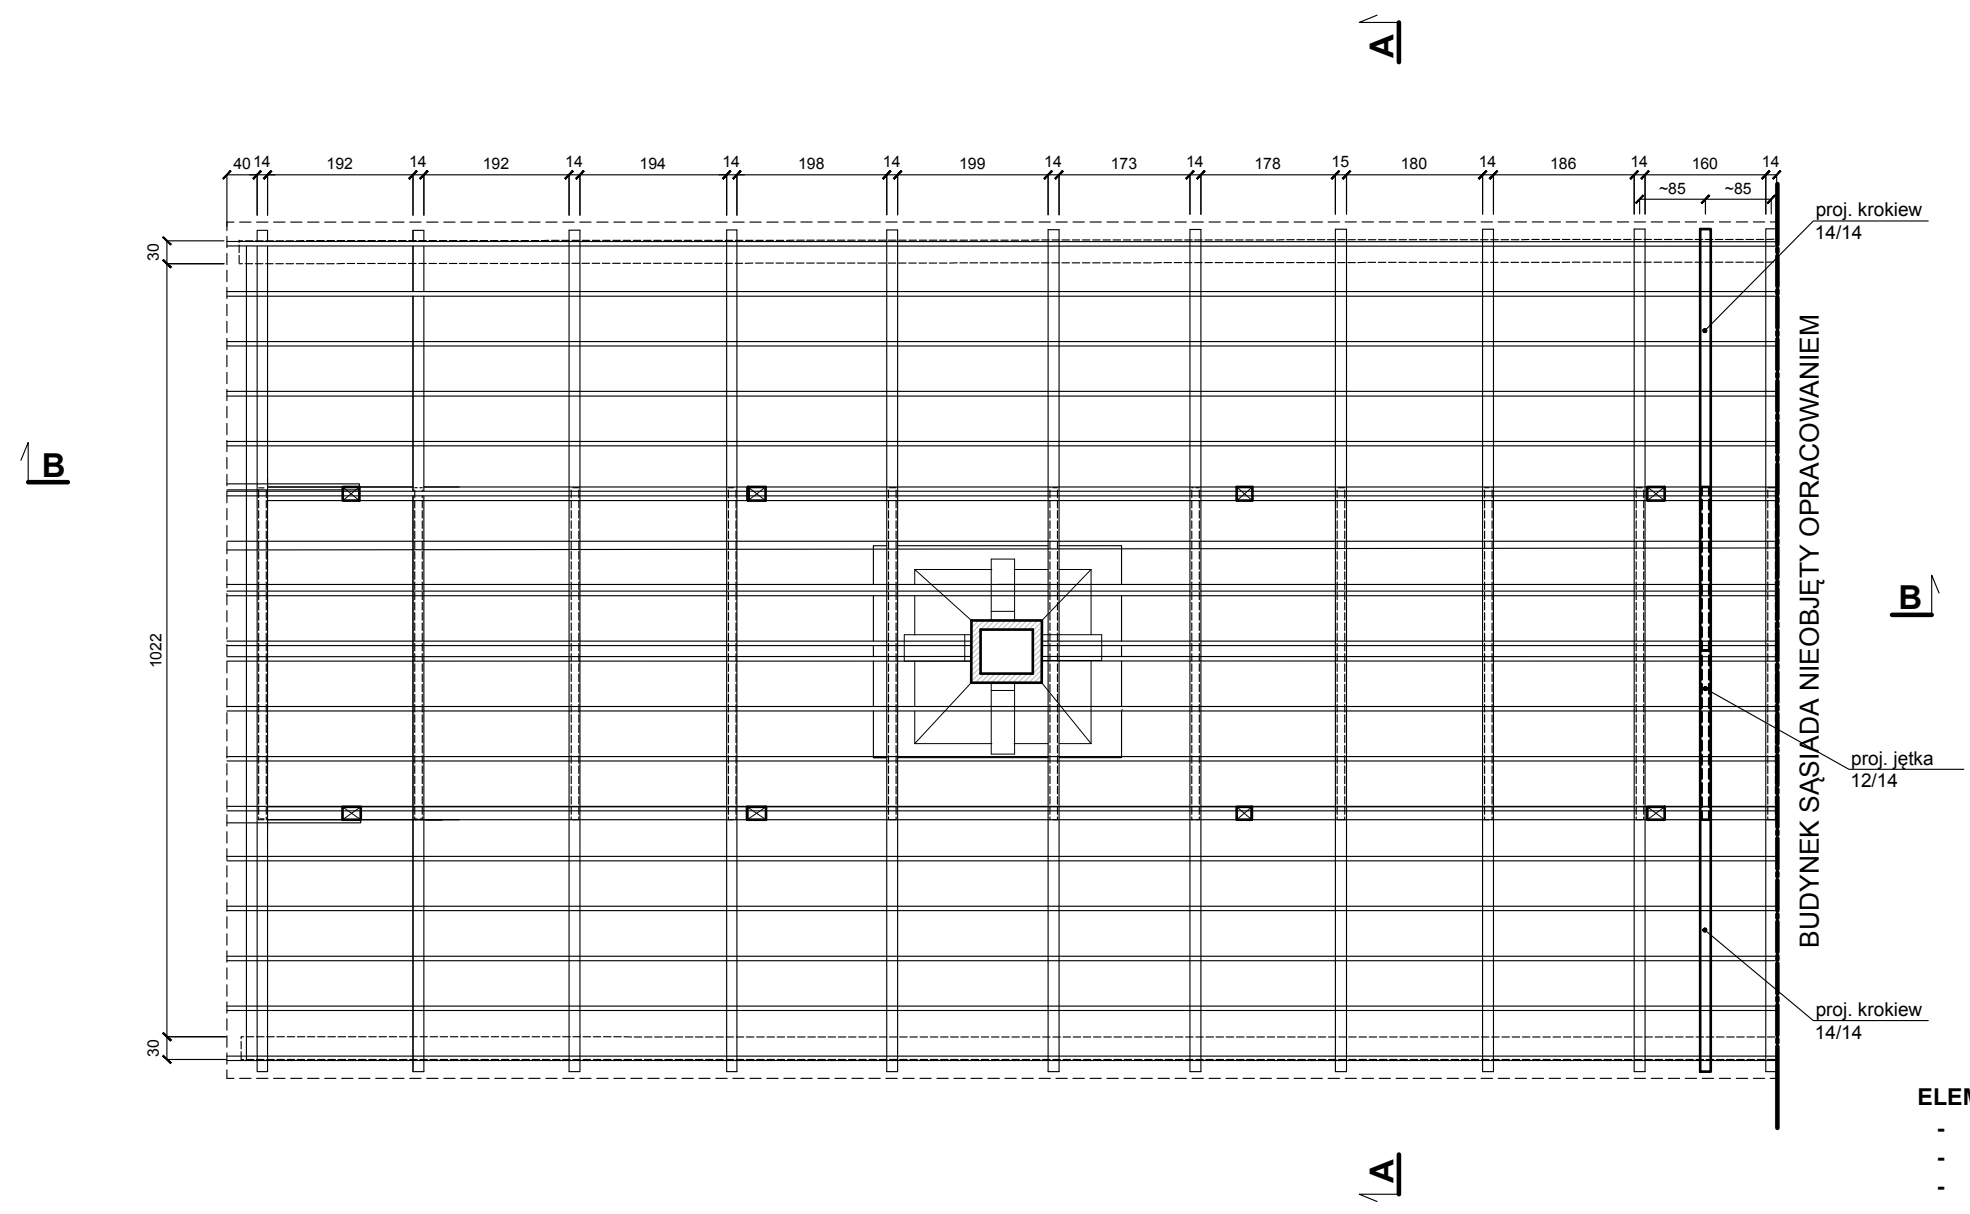 A
40 14 192 14 192 14 194 14 198 14 199 14 173 14 178 15 180 14 186 14 160 14
~85 ~85
proj. krokiew
14/14
30
B
BUDYNEK SĄSIADA NIEOBJĘTY OPRACOWANIEM
B
1022
proj. jętka
12/14
proj. krokiew
14/14
30
A
-
-
-